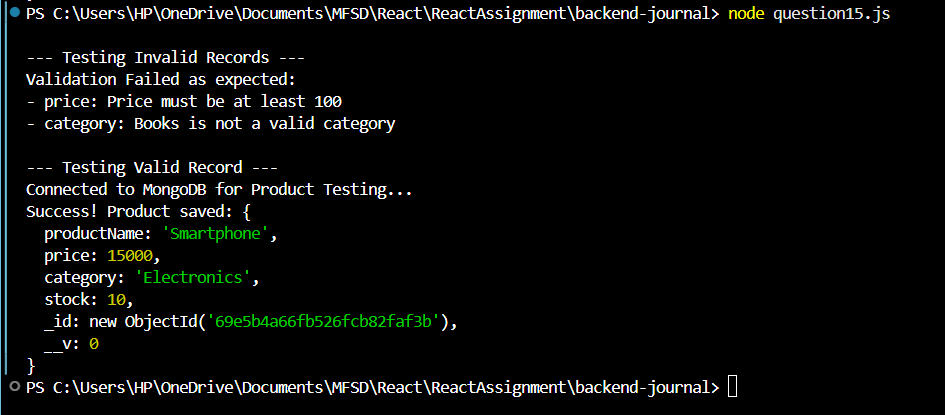 PS C:\Users\HP\OneDrive\Documents\MFSD\React\ReactAssignment\backend-journal> node question15.js
--- Testing Invalid Records ---
Validation Failed as expected:
- price: Price must be at least 100
- category: Books is not a valid category
--- Testing Valid Record ---
Connected to MongoDB for Product Testing...
Success! Product saved: {
  productName: 'Smartphone',
  price: 15000,
  category: 'Electronics',
  stock: 10,
  _id: new ObjectId('69e5b4a66fb526fcb82faf3b'),
  __v: 0
}
PS C:\Users\HP\OneDrive\Documents\MFSD\React\ReactAssignment\backend-journal>